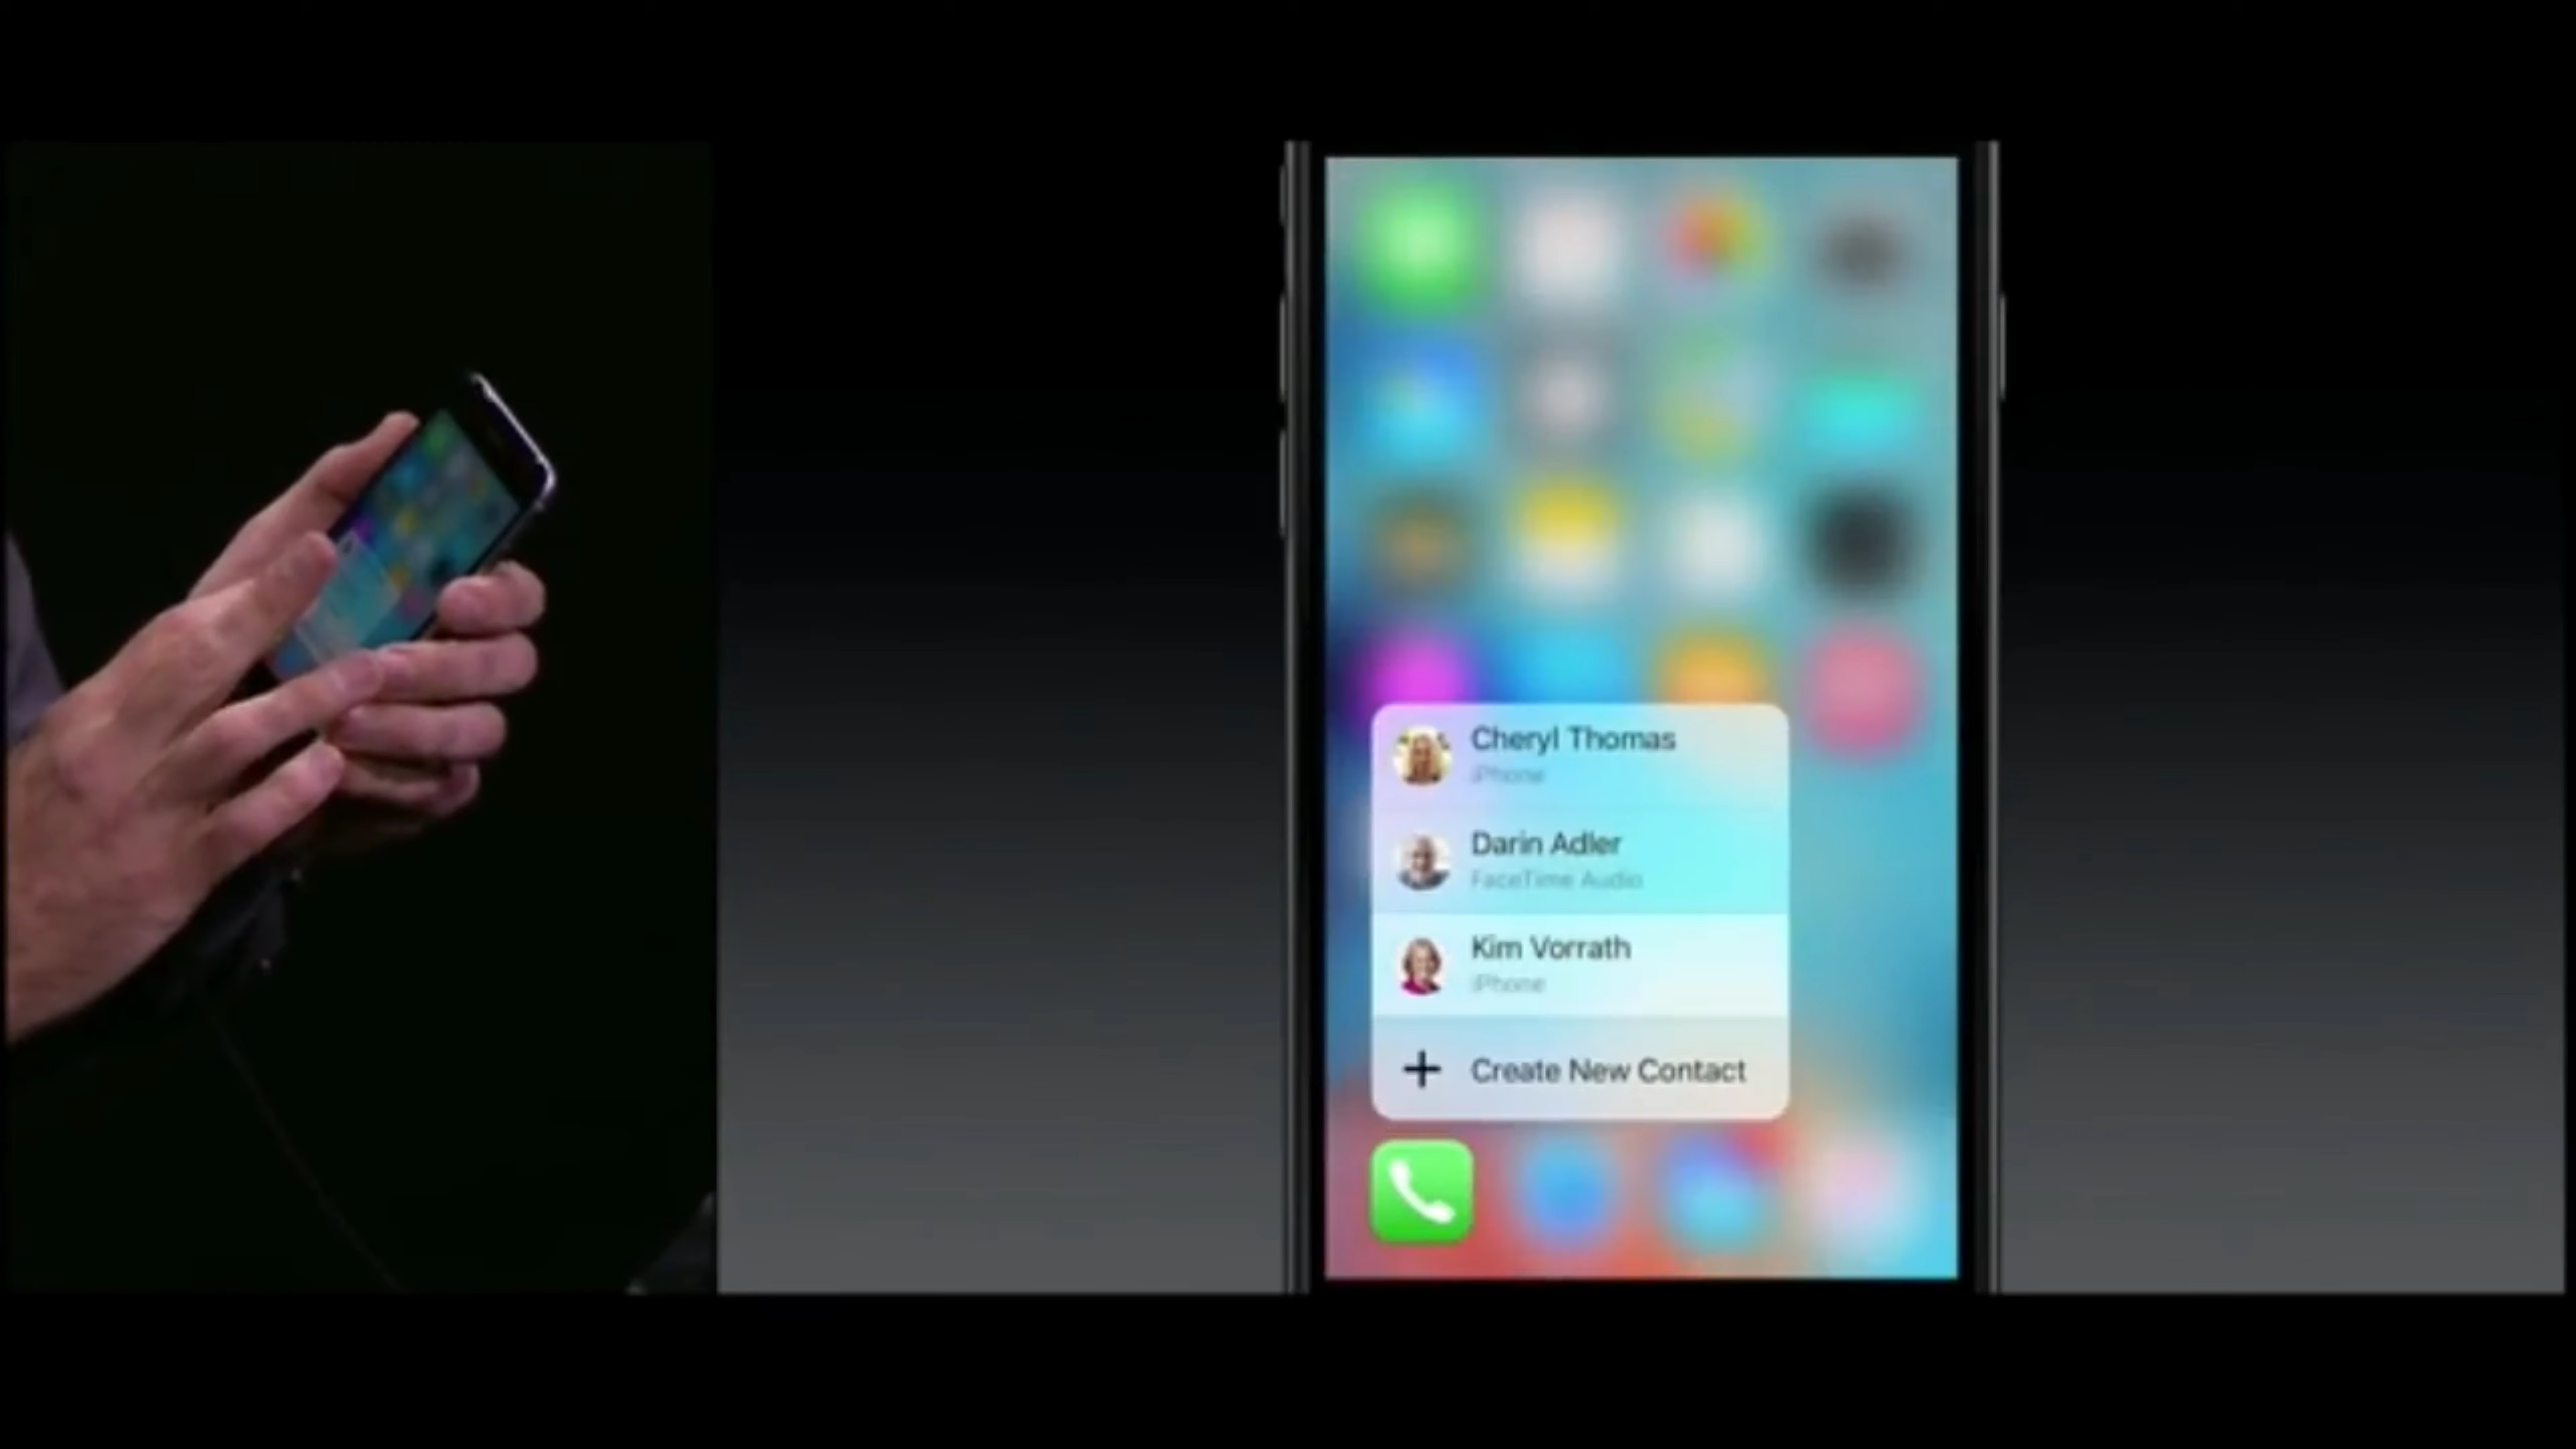 Cheryl Thomas
iPhone
Darin Adler
FaceTime Audio
Kim Vorrath
iPhone
Create New Contact